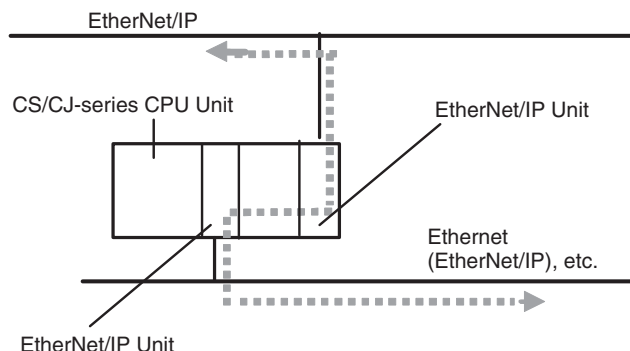 EtherNet/IP
CS/CJ-series CPU Unit
EtherNet/IP Unit
Ethernet
(EtherNet/IP), etc.
EtherNet/IP Unit